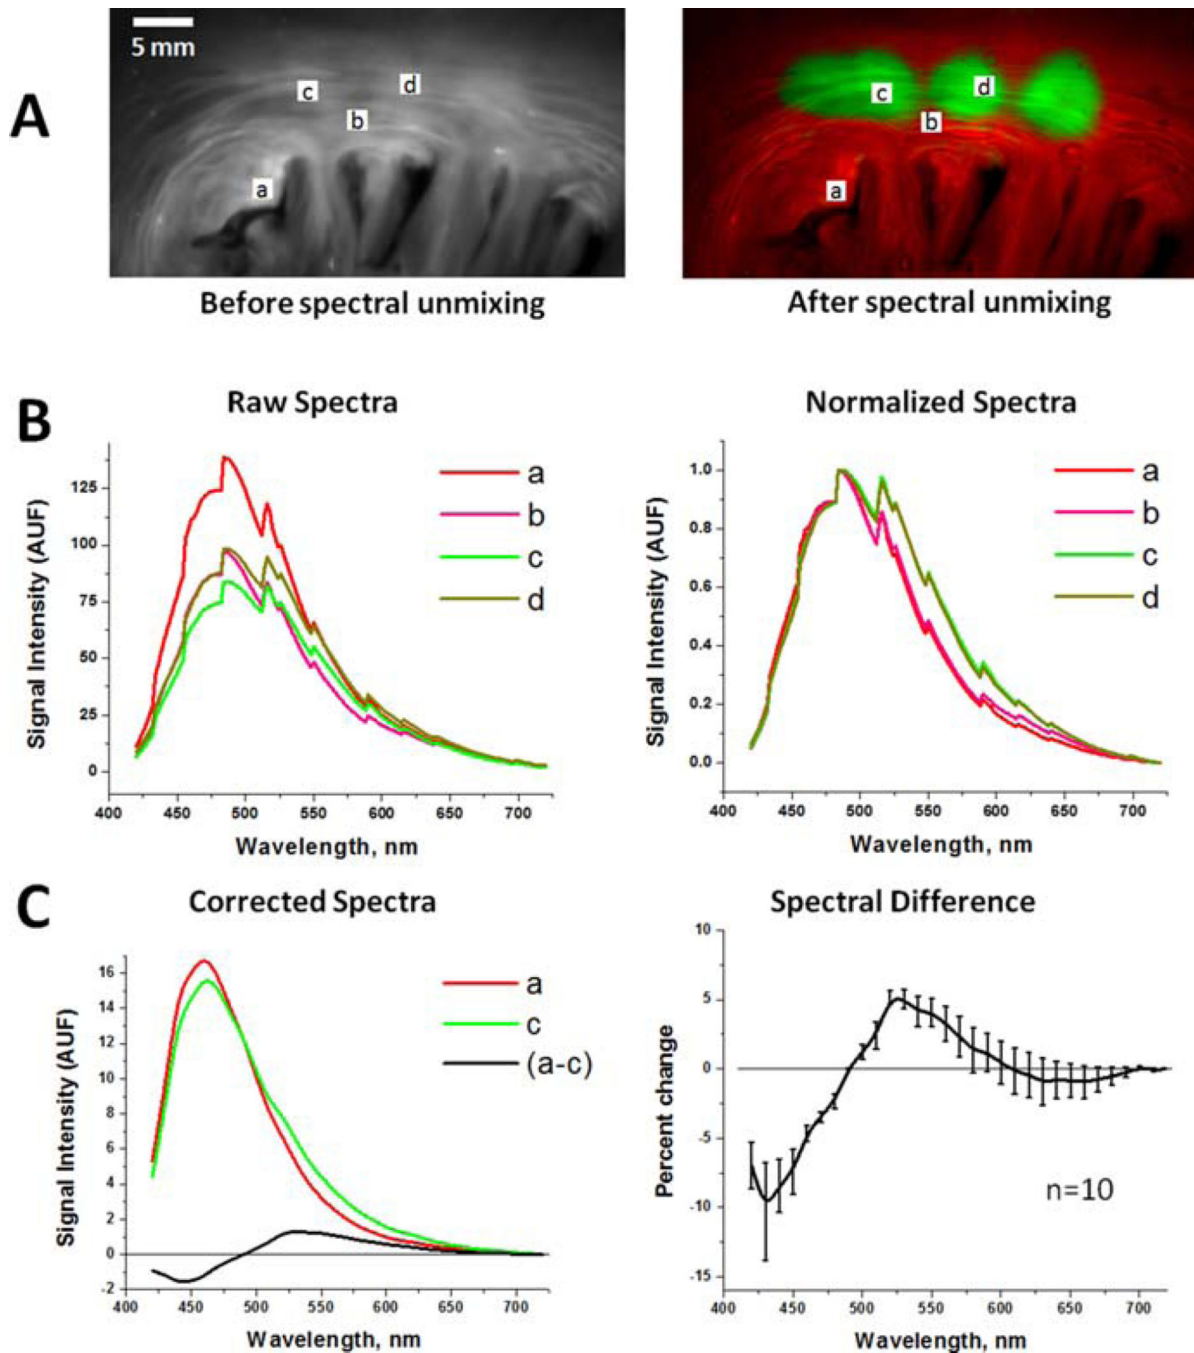 A
5 mm
a
b
c
d
a
b
c
d
Before spectral unmixing
After spectral unmixing
B
Raw Spectra
Signal Intensity (AUF)
125
100
75
50
25
0
400 450 500 550 600 650 700
Wavelength, nm
a
b
c
d
Normalized Spectra
Signal Intensity (AUF)
1.0
0.8
0.6
0.4
0.2
0.0
400 450 500 550 600 650 700
Wavelength, nm
a
b
c
d
C
Corrected Spectra
Signal Intensity (AUF)
16
14
12
10
8
6
4
2
0
-2
400 450 500 550 600 650 700
Wavelength, nm
a
c
(a-c)
Spectral Difference
Percent change
10
5
0
-5
-10
-15
400 450 500 550 600 650 700
Wavelength, nm
n=10